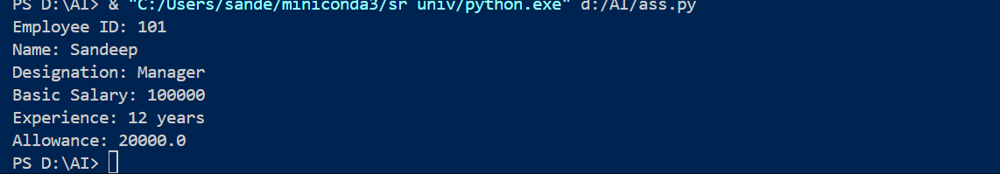 PS D:\AI> & "C:/Users/sande/miniconda3/sr univ/python.exe" d:/AI/ass.py
Employee ID: 101
Name: Sandeep
Designation: Manager
Basic Salary: 100000
Experience: 12 years
Allowance: 20000.0
PS D:\AI>